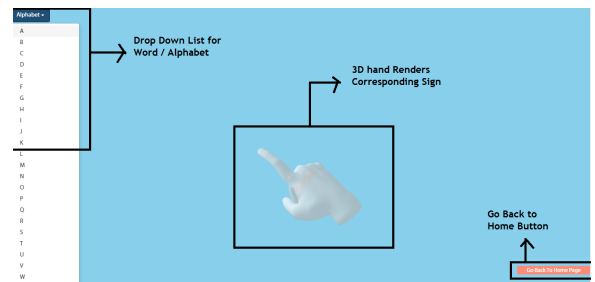 Alphabet
A
B
C
D
E
F
G
H
I
J
K
L
M
N
O
P
Q
R
S
T
U
V
W
Drop Down List for
Word / Alphabet
3D hand Renders
Corresponding Sign
Go Back to
Home Button
Go Back To Home Page